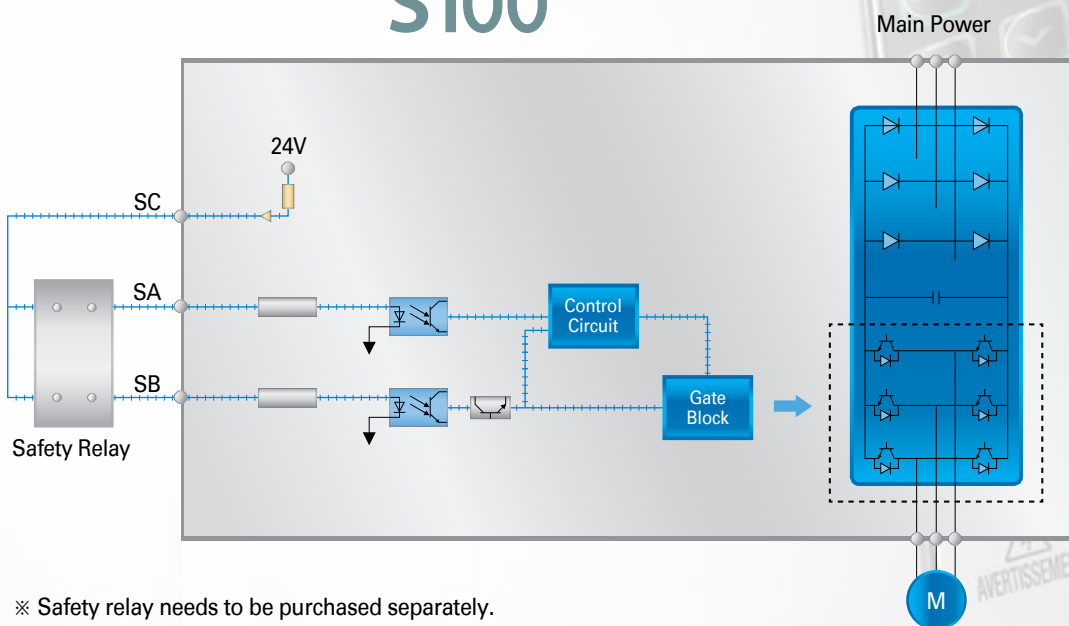 S100
Main Power
24V
SC
SA
Control
Circuit
SB
Gate
Block
Safety Relay
M
※ Safety relay needs to be purchased separately.